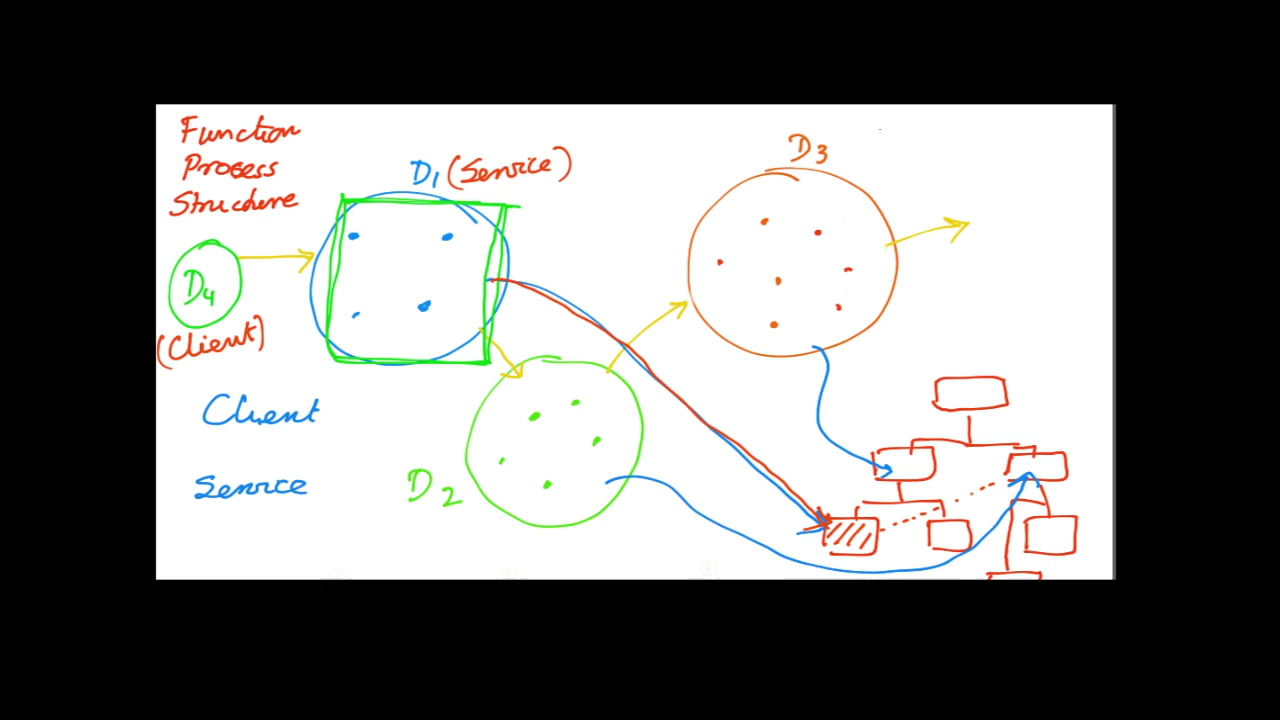 Function
Process
Structure
D1 (Service)
D3
D4
(Client)
Client
Service
D2